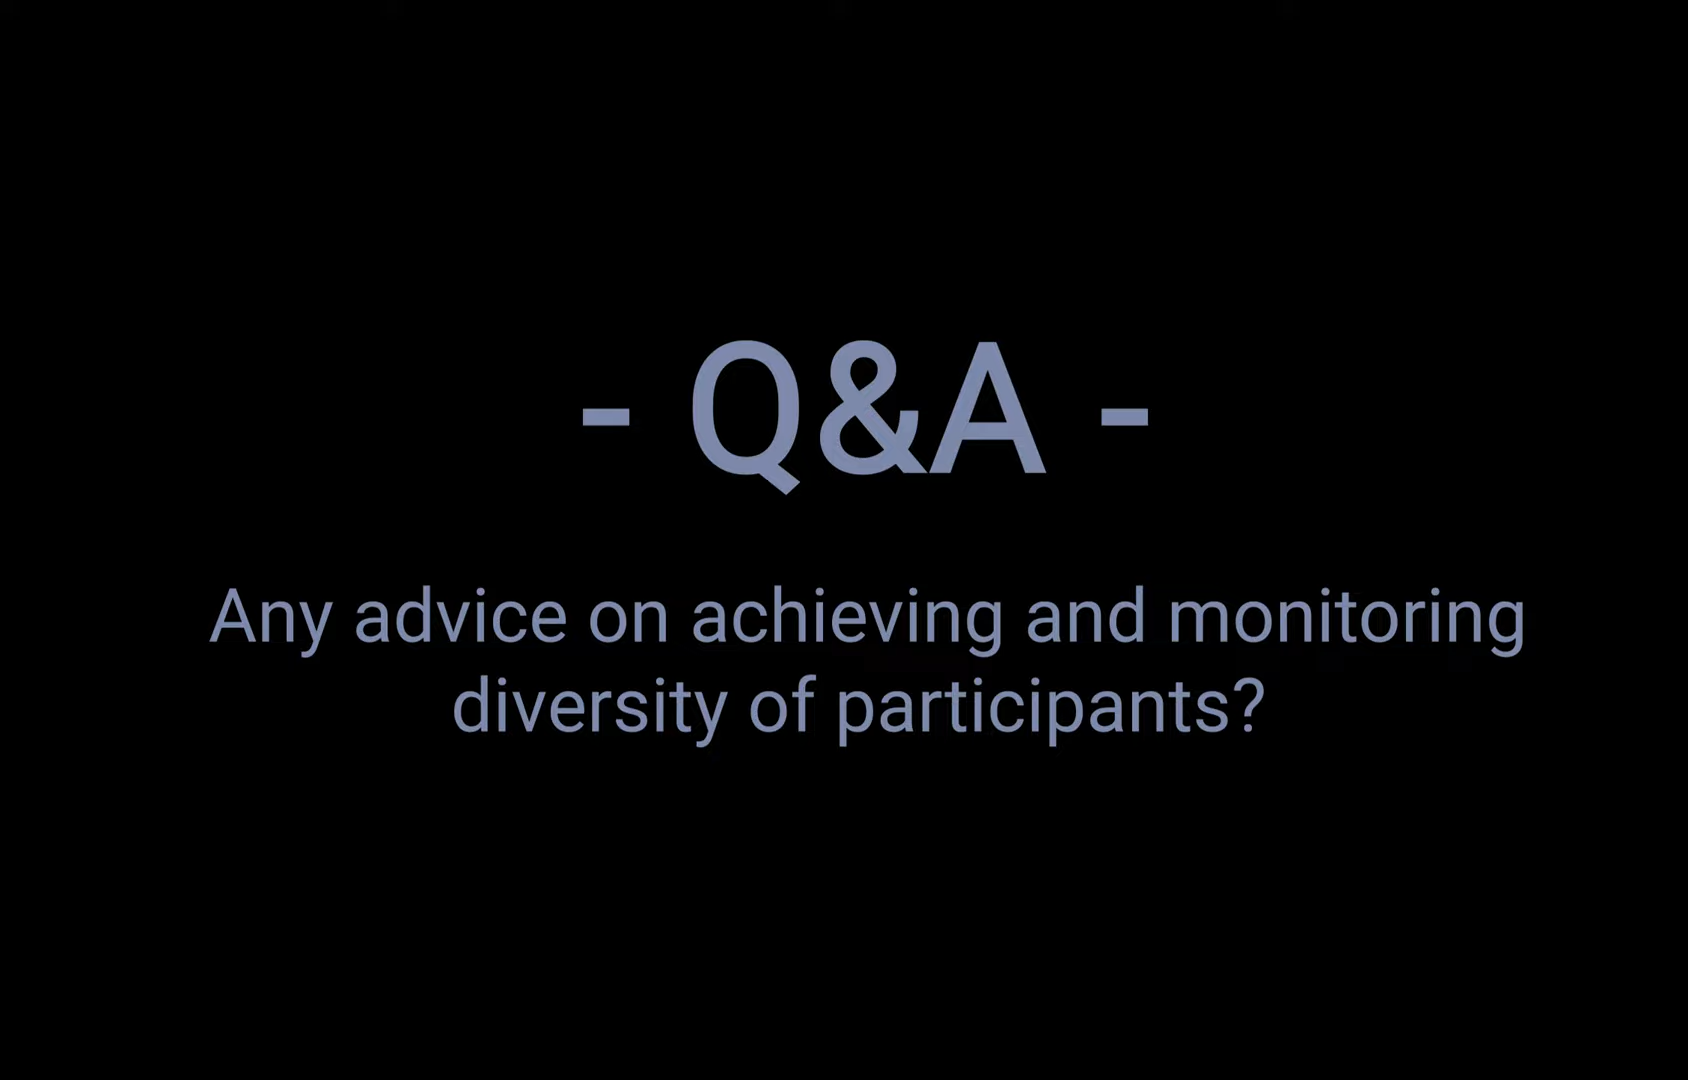 - Q&A -
Any advice on achieving and monitoring
diversity of participants?